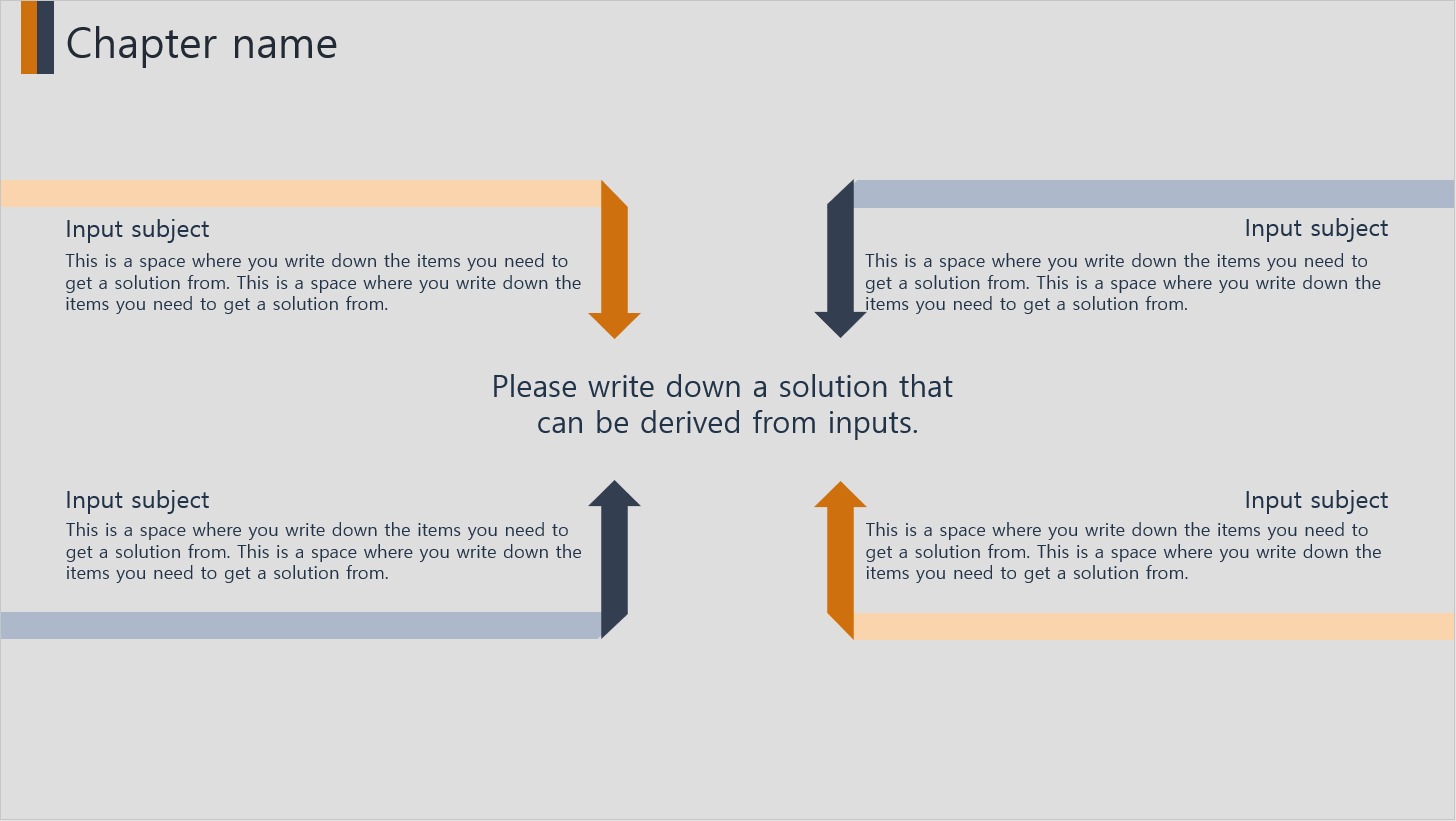 Chapter name
Input subject
This is a space where you write down the items you need to
get a solution from. This is a space where you write down the
items you need to get a solution from.
Input subject
This is a space where you write down the items you need to
get a solution from. This is a space where you write down the
items you need to get a solution from.
Please write down a solution that
can be derived from inputs.
Input subject
This is a space where you write down the items you need to
get a solution from. This is a space where you write down the
items you need to get a solution from.
Input subject
This is a space where you write down the items you need to
get a solution from. This is a space where you write down the
items you need to get a solution from.